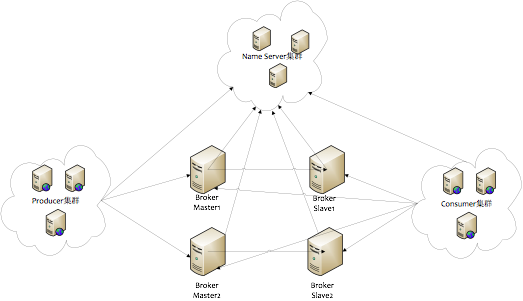 Name Server集群
Producer集群
Broker
Master1
Broker
Slave1
Consumer集群
Broker
Master2
Broker
Slave2